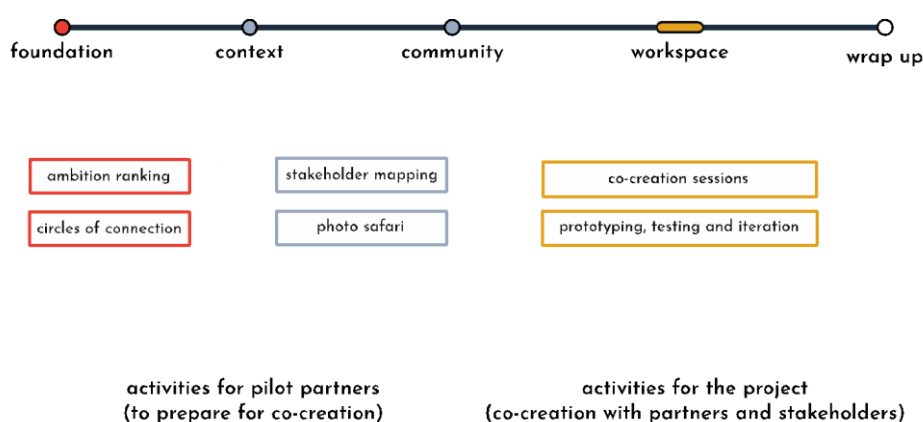 foundation
context
community
workspace
wrap up
ambition ranking
stakeholder mapping
co-creation sessions
circles of connection
photo safari
prototyping, testing and iteration
activities for pilot partners
(to prepare for co-creation)
activities for the project
(co-creation with partners and stakeholders)